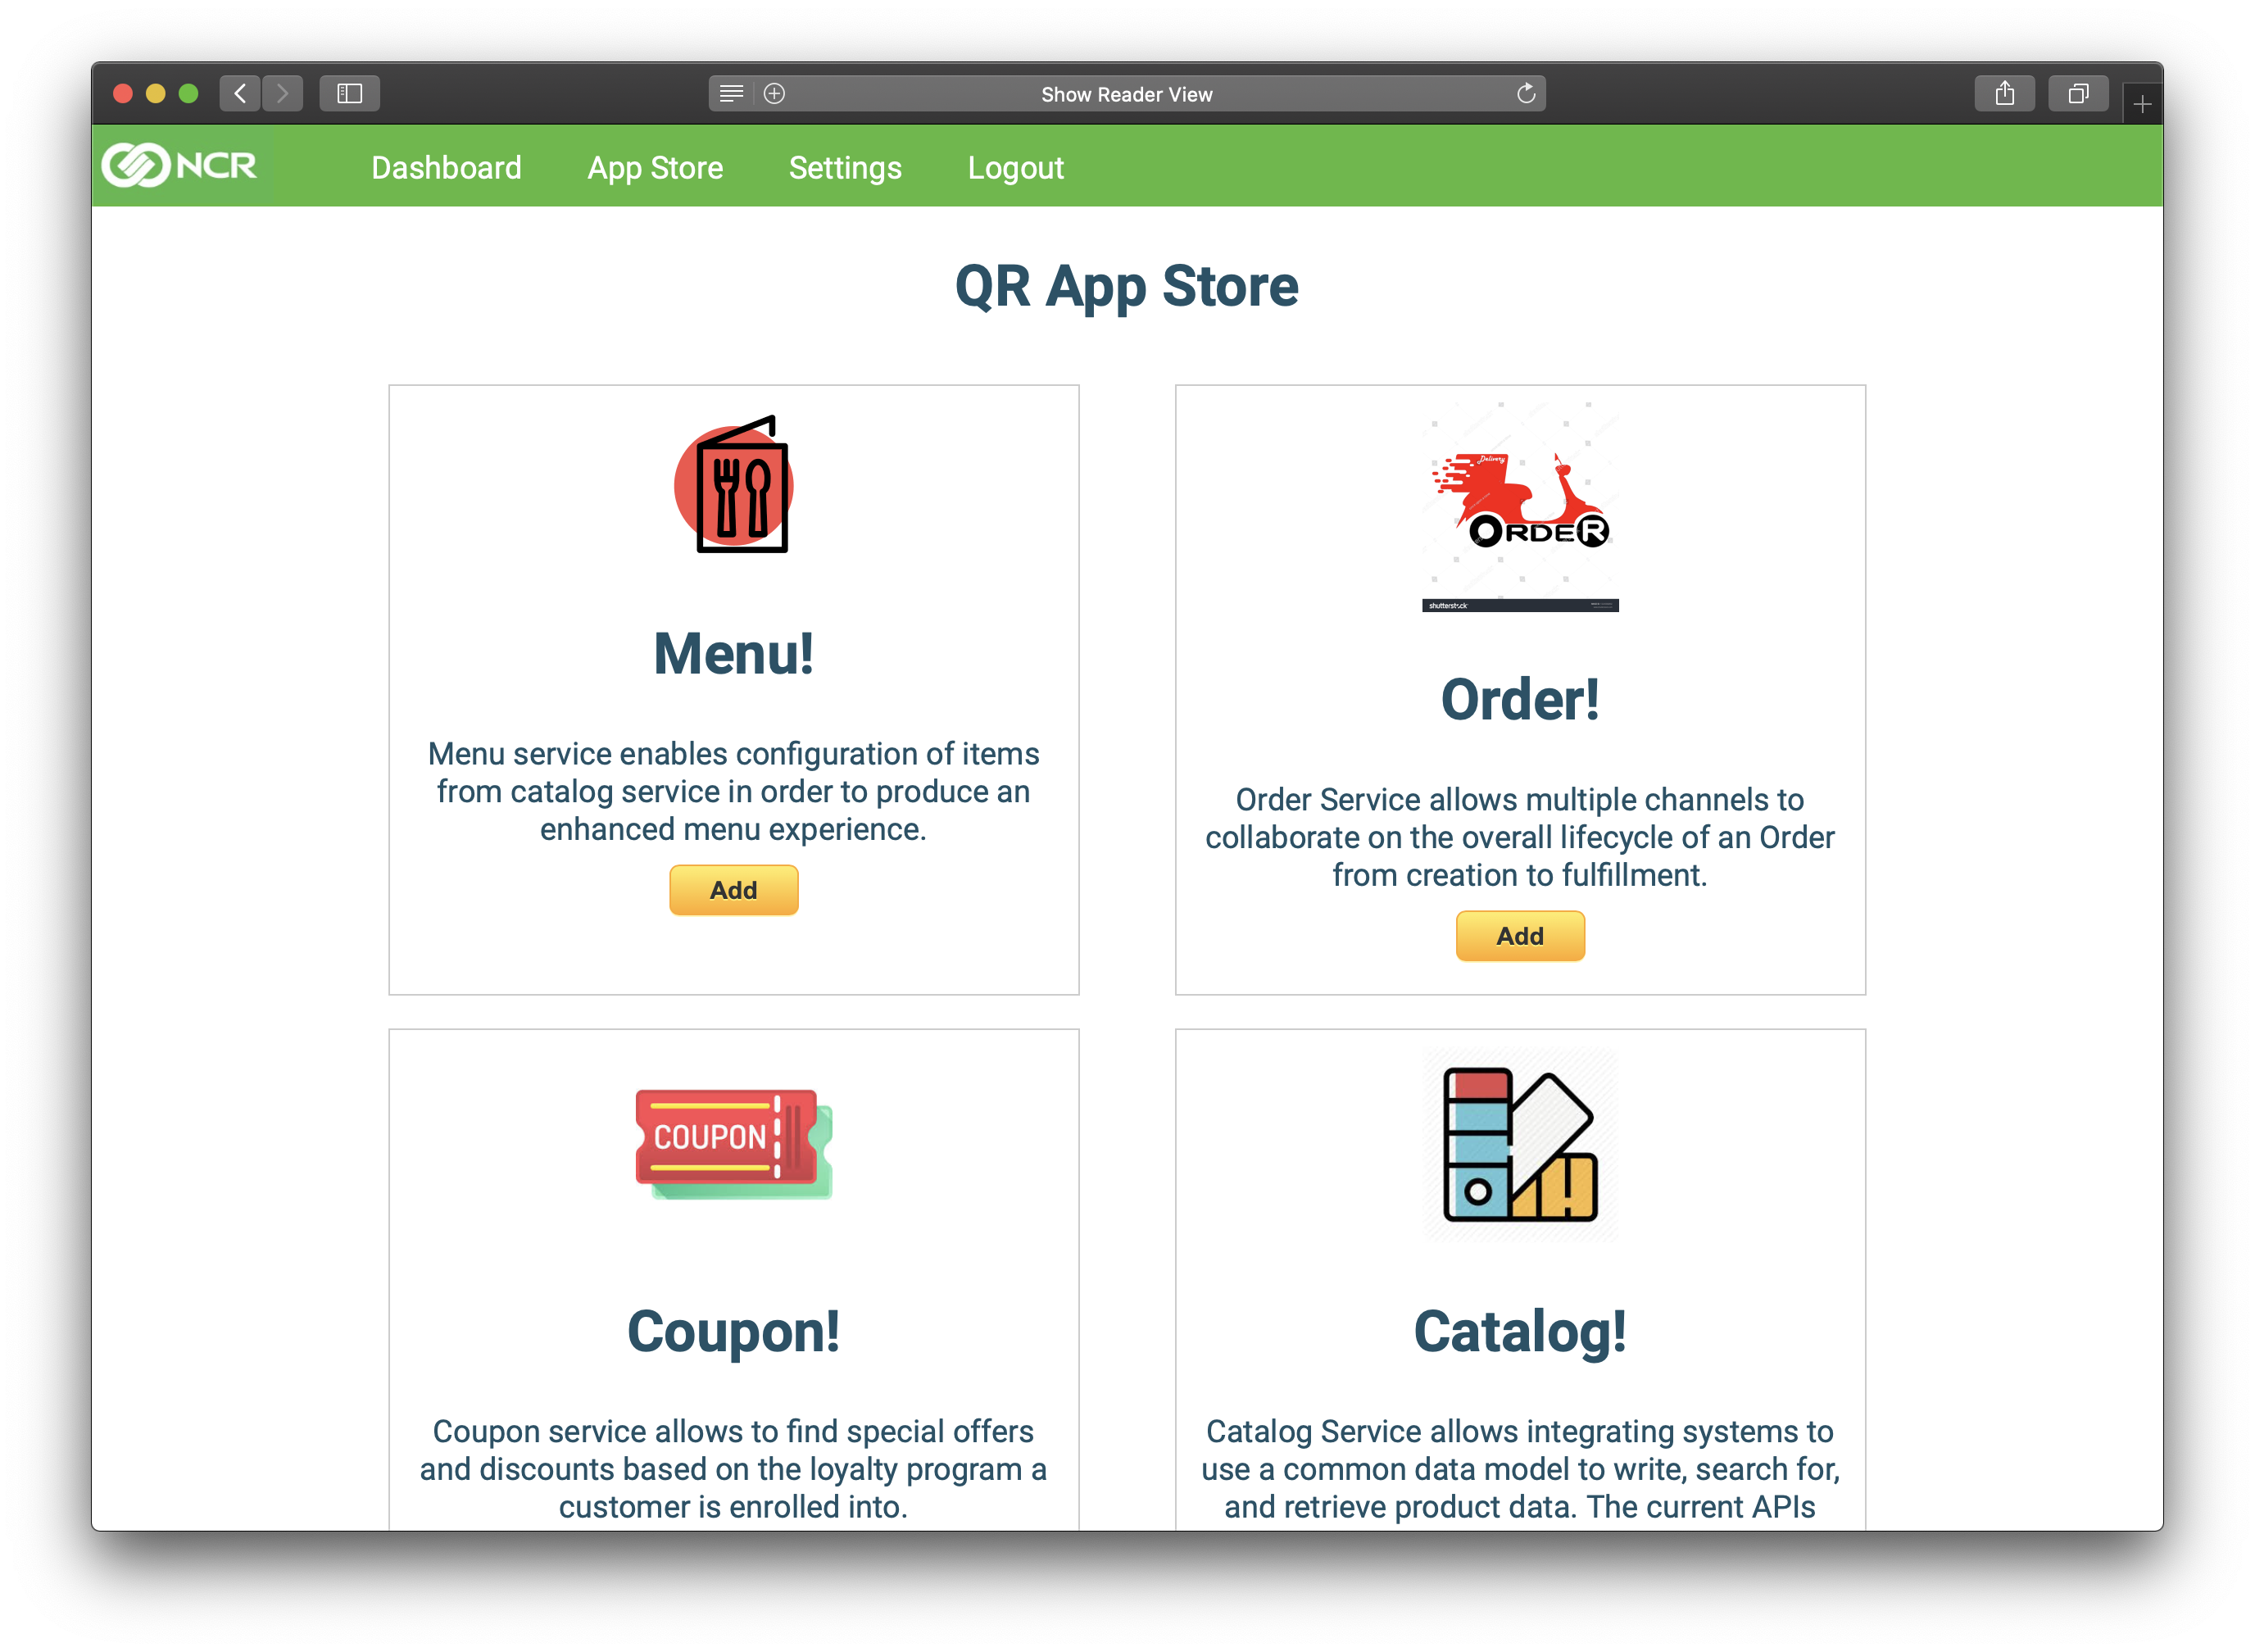 Show Reader View
NCR
Dashboard
App Store
Settings
Logout
QR App Store
Delivery
ORDER
shutterstock
Menu!
Menu service enables configuration of items
from catalog service in order to produce an
enhanced menu experience.
Add
Order!
Order Service allows multiple channels to
collaborate on the overall lifecycle of an Order
from creation to fulfillment.
Add
COUPON
Coupon!
Coupon service allows to find special offers
and discounts based on the loyalty program a
customer is enrolled into.
Catalog!
Catalog Service allows integrating systems to
use a common data model to write, search for,
and retrieve product data. The current APIs